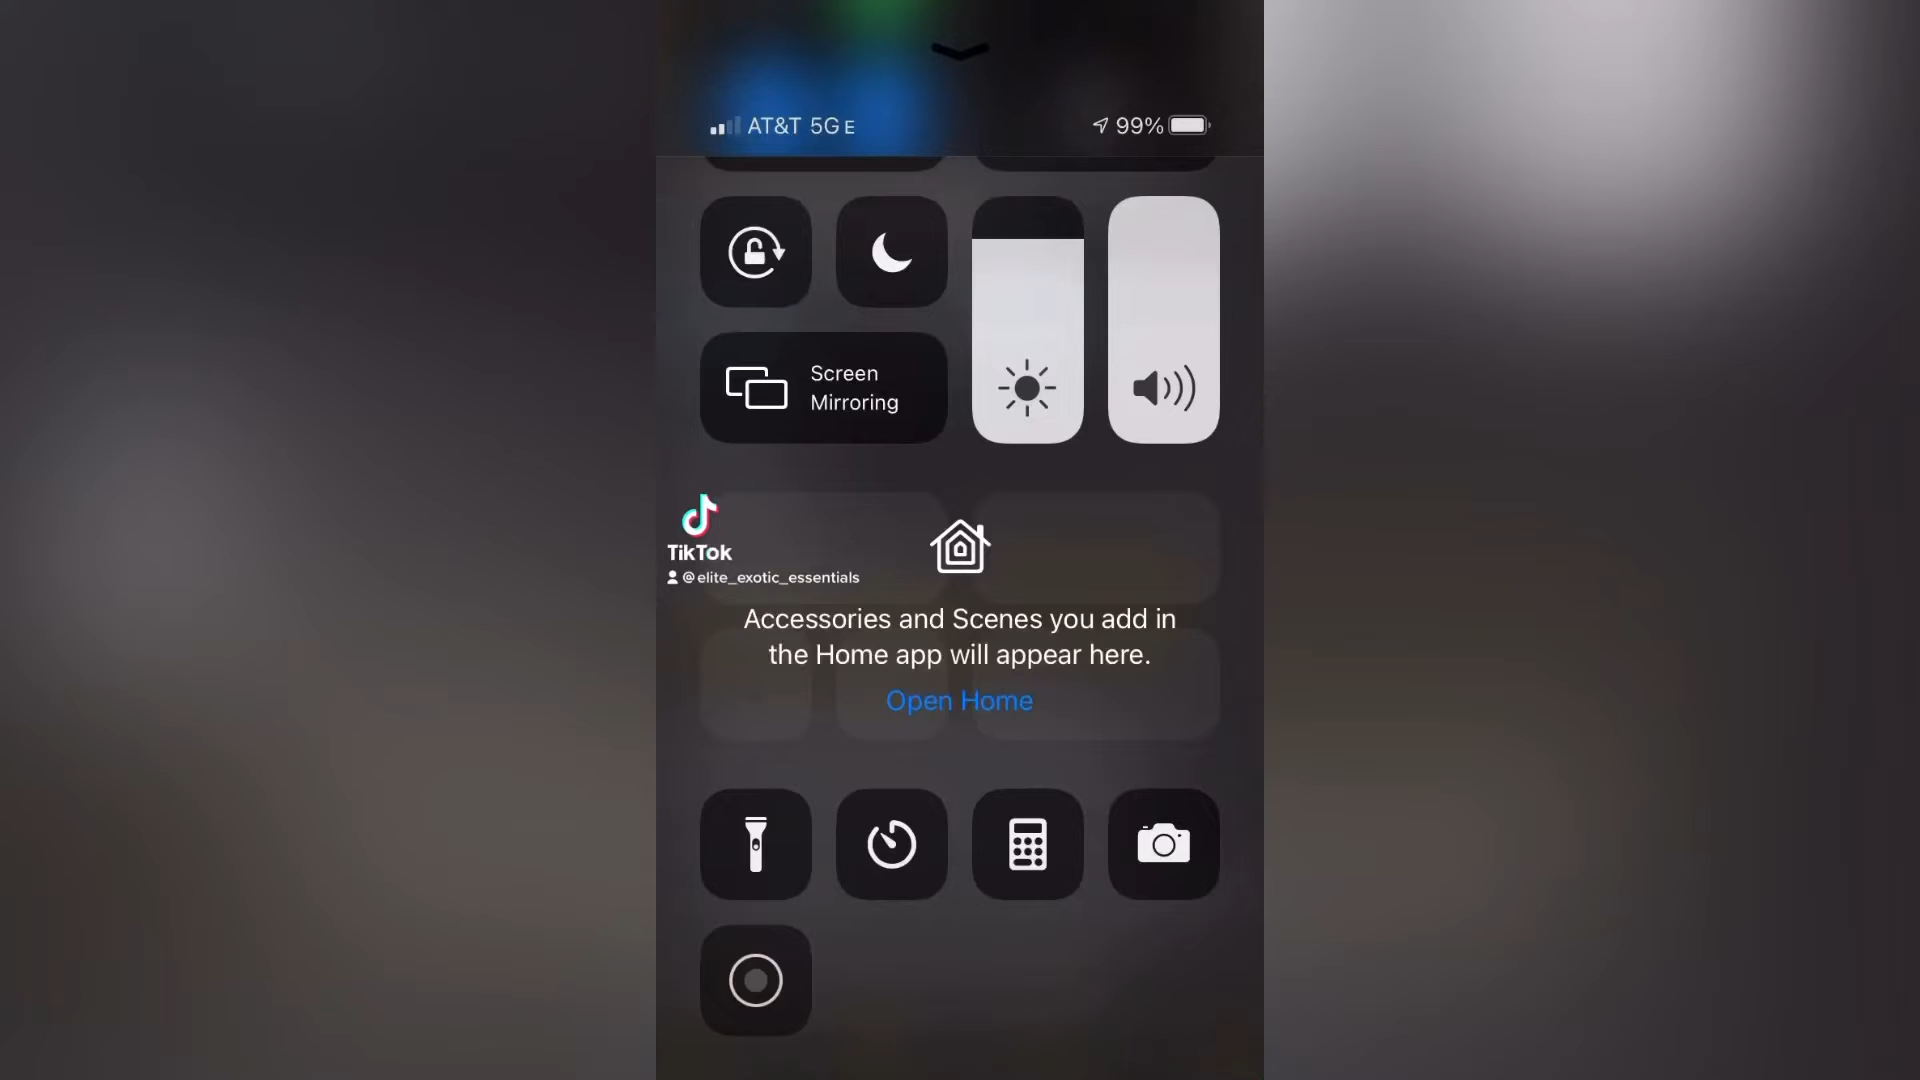 AT&T 5GE
99%
Screen
Mirroring
TikTok
@elite_exotic_essentials
Accessories and Scenes you add in
the Home app will appear here.
Open Home